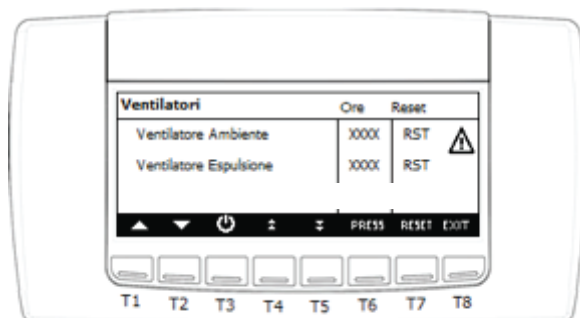 Ventilatori Ore Reset
Ventilatore Ambiente XXXX RST
Ventilatore Espulsione XXXX RST
PRESS RESET EXIT
T1 T2 T3 T4 T5 T6 T7 T8